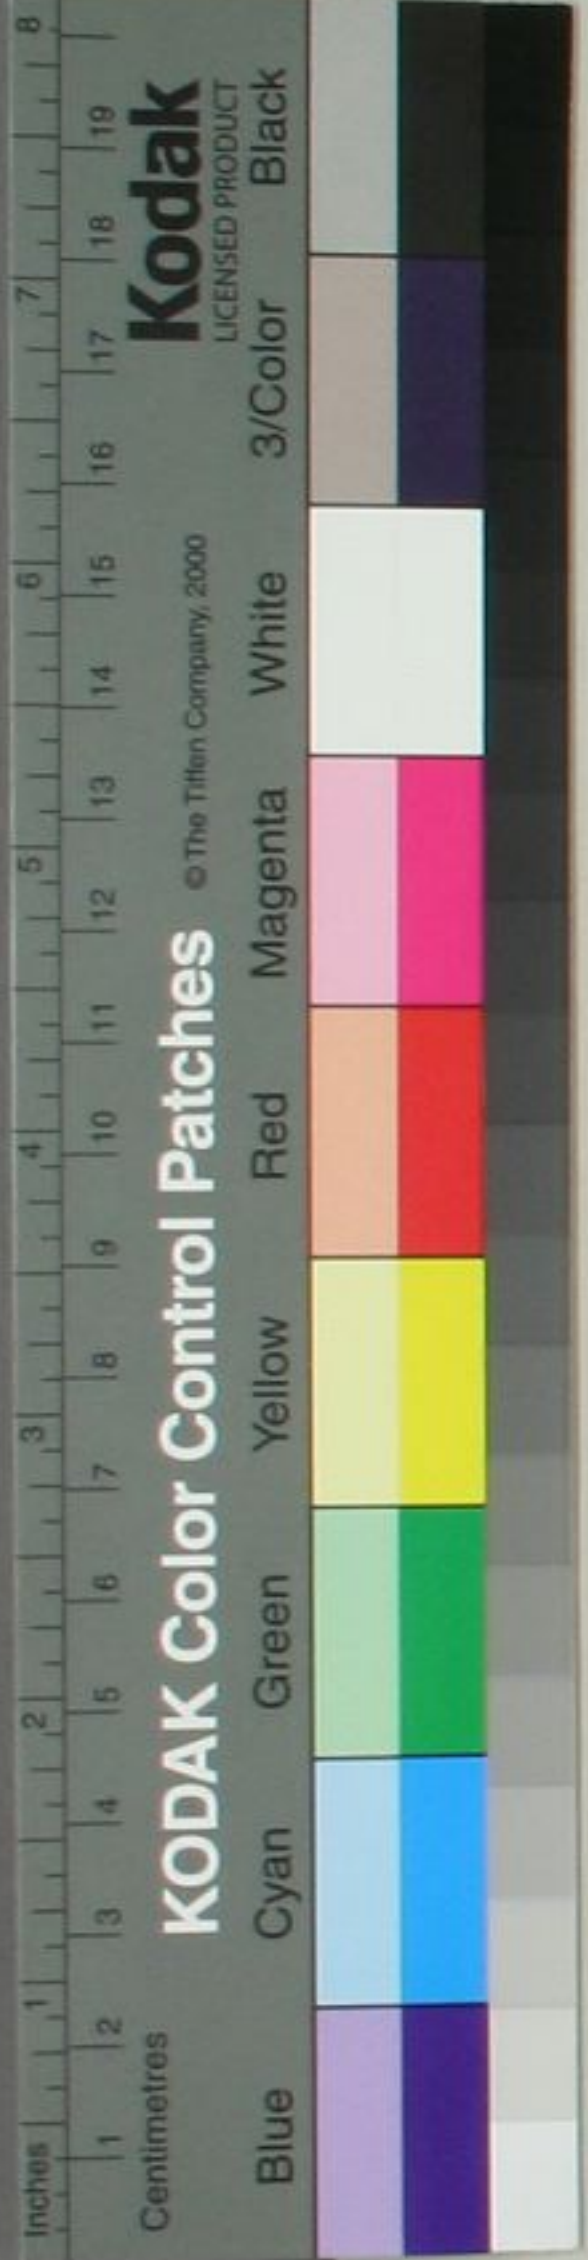 Inches 1 2 3 4 5 6 7 8
Centimetres 1 2 3 4 5 6 7 8 9 10 11 12 13 14 15 16 17 18 19
KODAK Color Control Patches © The Tiffen Company, 2000 Kodak
LICENSED PRODUCT
Blue Cyan Green Yellow Red Magenta White 3/Color Black